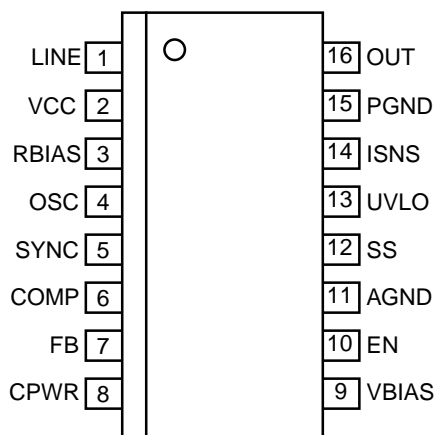 LINE 1 16 OUT
VCC 2 15 PGND
RBIAS 3 14 ISNS
OSC 4 13 UVLO
SYNC 5 12 SS
COMP 6 11 AGND
FB 7 10 EN
CPWR 8 9 VBIAS